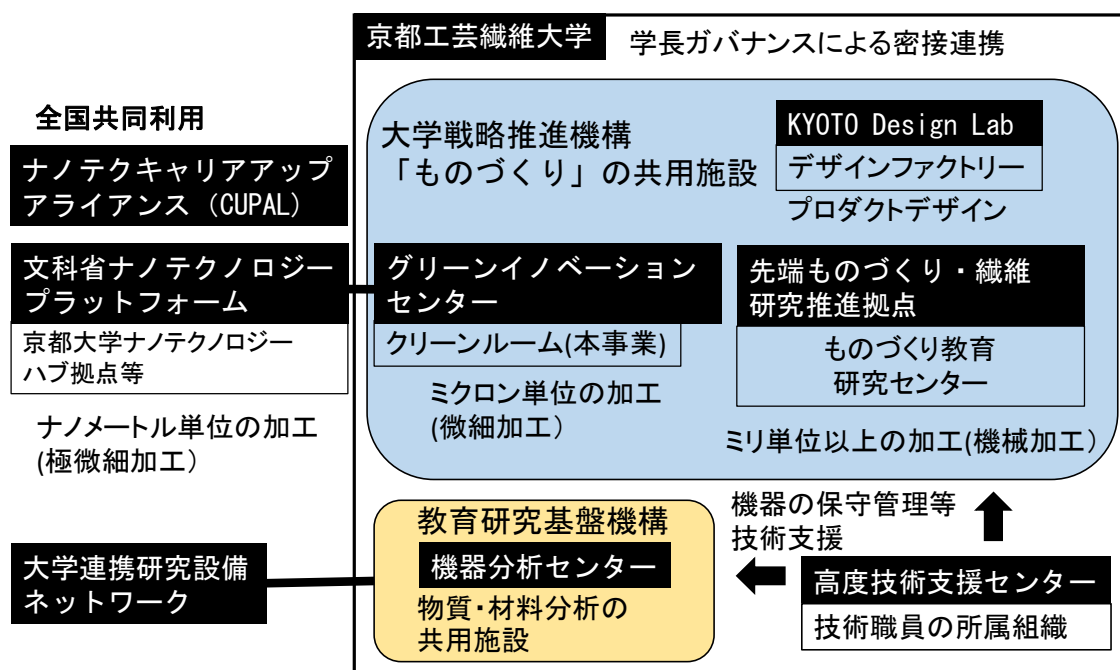 京都工芸繊維大学
学長ガバナンスによる密接連携
全国共同利用
ナノテクキャリアアップ
アライアンス（CUPAL）
文科省ナノテクノロジー
プラットフォーム
京都大学ナノテクノロジー
ハブ拠点等
ナノメートル単位の加工
(極微細加工）
大学連携研究設備
ネットワーク
大学戦略推進機構
「ものづくり」の共用施設
KYOTO Design Lab
デザインファクトリー
プロダクトデザイン
グリーンイノベーション
センター
クリーンルーム(本事業)
ミクロン単位の加工
(微細加工）
先端ものづくり・繊維
研究推進拠点
ものづくり教育
研究センター
ミリ単位以上の加工(機械加工）
教育研究基盤機構
機器分析センター
物質・材料分析の
共用施設
機器の保守管理等
技術支援
高度技術支援センター
技術職員の所属組織